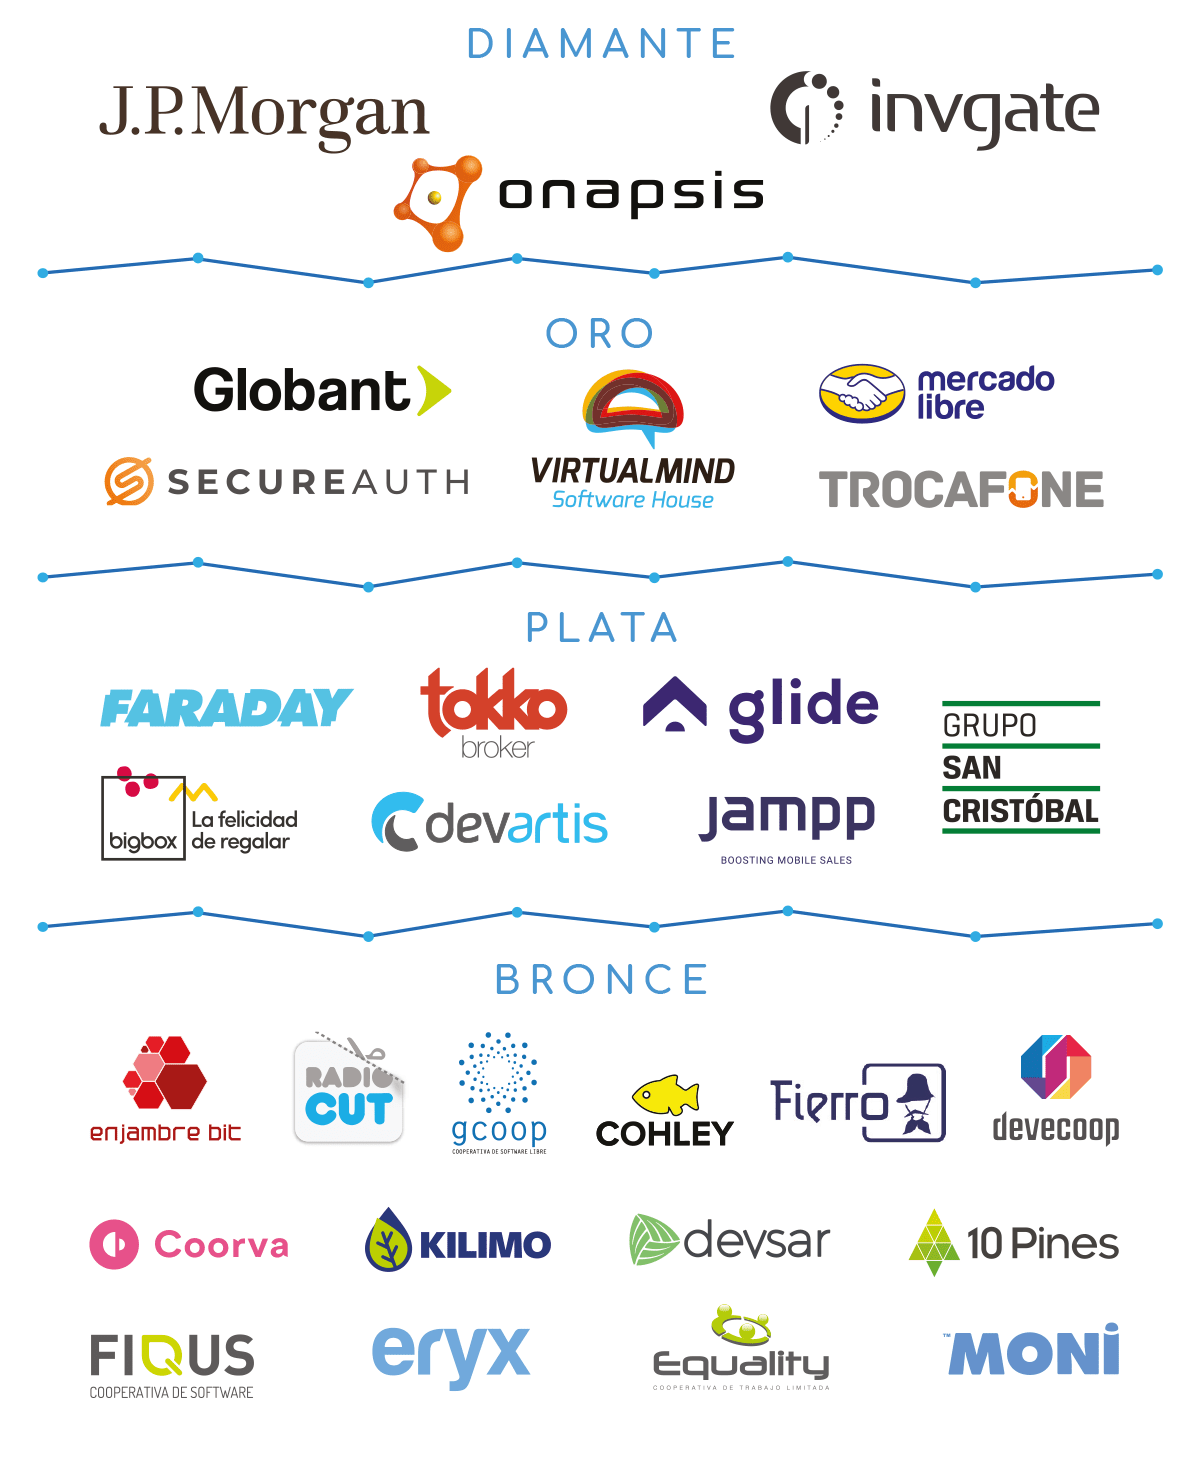 DIAMANTE
J.P.Morgan
invgate
onapsis
ORO
Globant
VIRTUALMIND
Software House
mercado
libre
SECUREAUTH
TROCAFONE
PLATA
FARADAY
tokko
broker
glide
GRUPO
SAN
CRISTÓBAL
bigbox
La felicidad
de regalar
devartis
jampp
BOOSTING MOBILE SALES
BRONCE
enjambre bit
RADIO
CUT
gcoop
COOPERATIVA DE SOFTWARE LIBRE
COHLEY
Fierro
devecoop
Coorva
KILIMO
devsar
10Pines
FIQUS
COOPERATIVA DE SOFTWARE
eryx
Equality
COOPERATIVA DE TRABAJO LIMITADA
™MONi